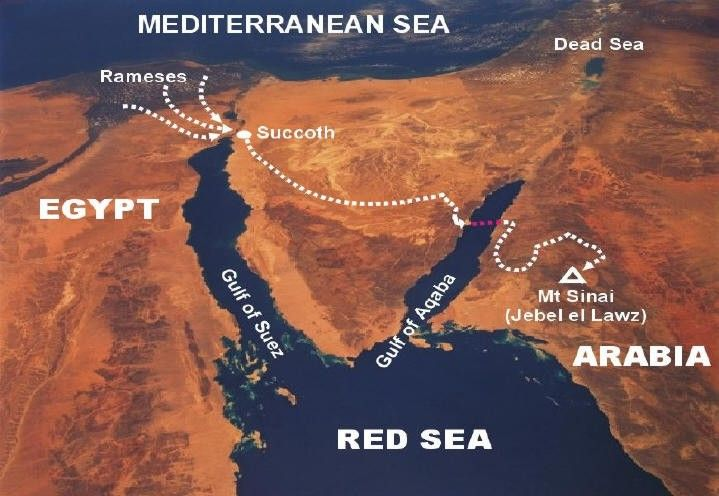 MEDITERRANEAN SEA
Dead Sea
Rameses
Succoth
EGYPT
Gulf of Suez
Gulf of Aqaba
Mt Sinai
(Jebel el Lawz)
ARABIA
RED SEA